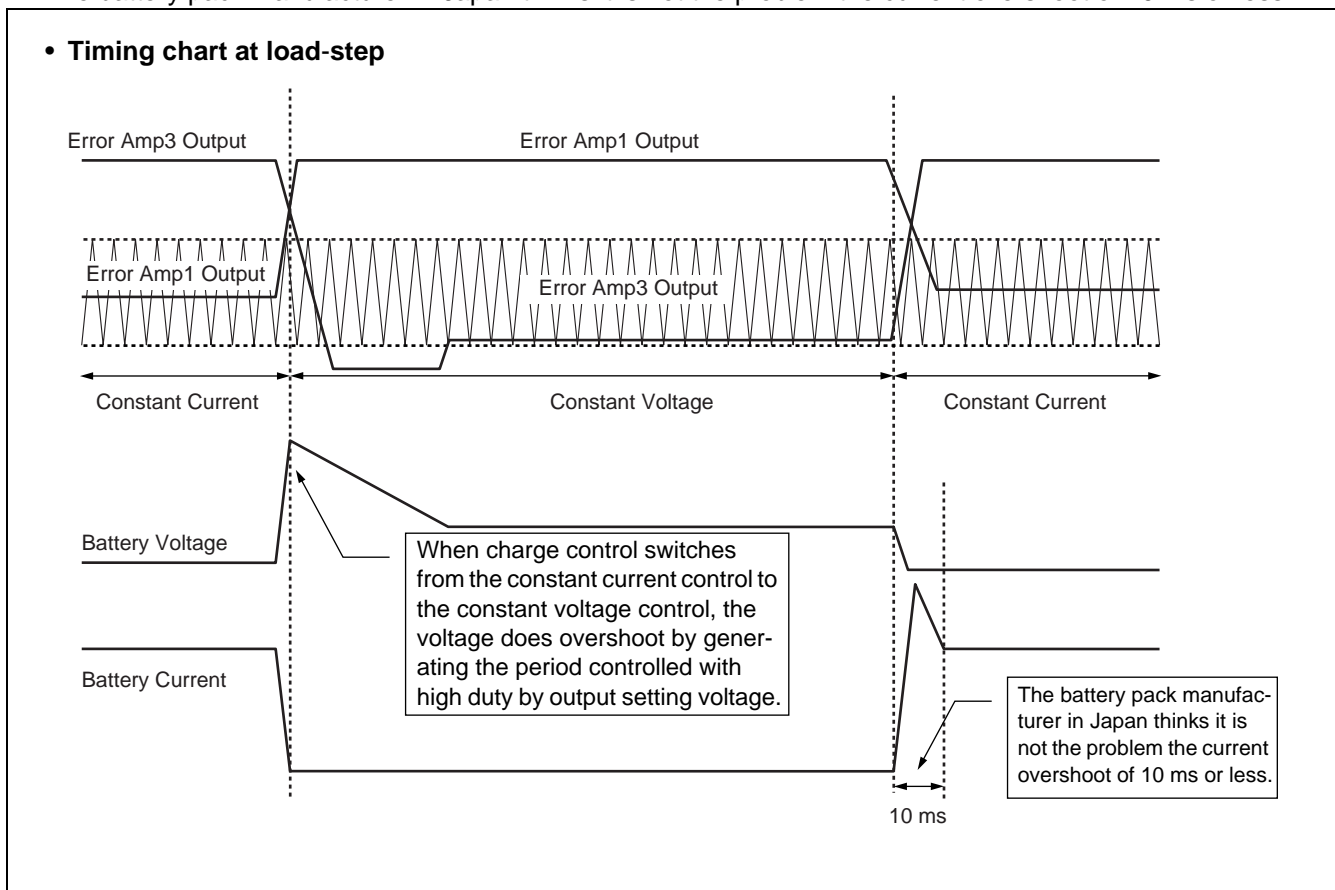 • Timing chart at load-step
Error Amp3 Output
Error Amp1 Output
Error Amp1 Output
Error Amp3 Output
Constant Current
Constant Voltage
Constant Current
Battery Voltage
When charge control switches
from the constant current control to
the constant voltage control, the
voltage does overshoot by gener-
ating the period controlled with
high duty by output setting voltage.
Battery Current
The battery pack manufac-
turer in Japan thinks it is
not the problem the current
overshoot of 10 ms or less.
10 ms